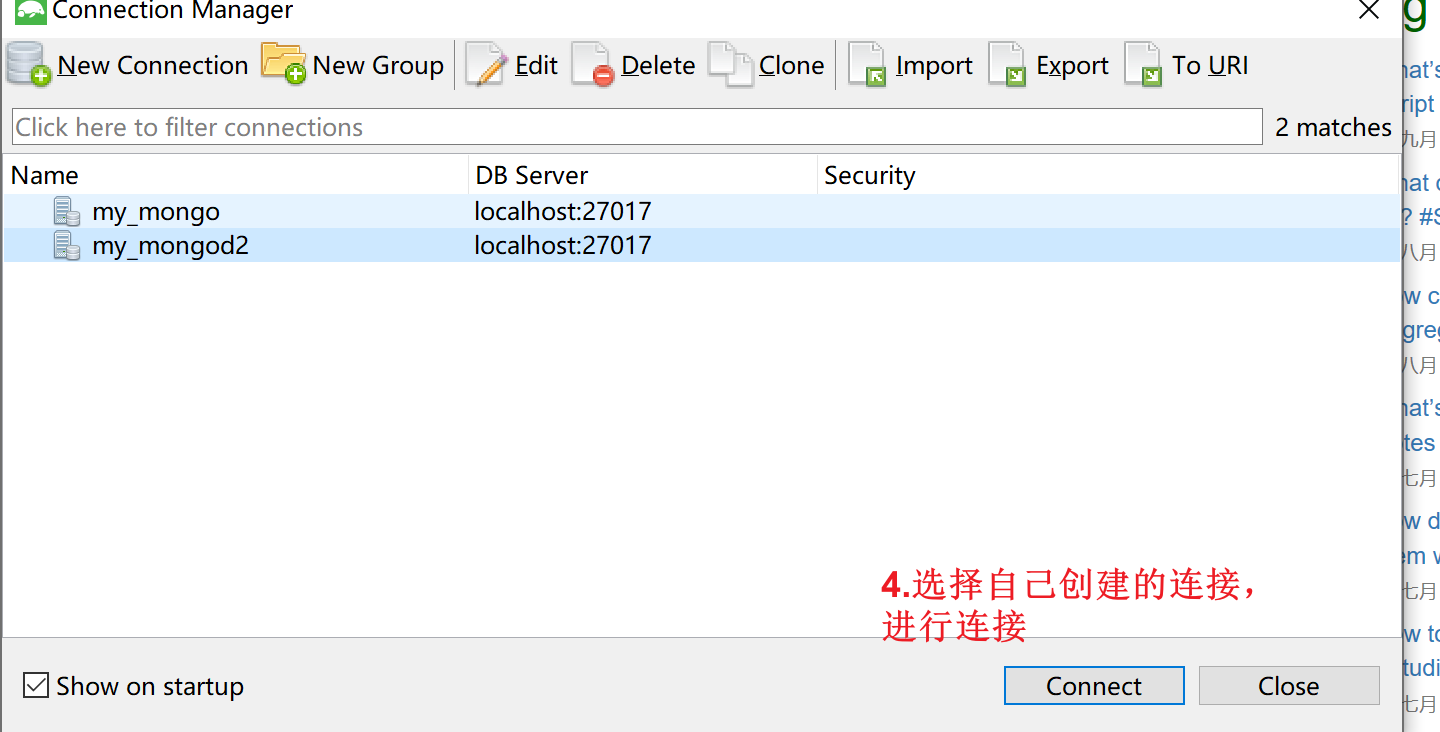 Connection Manager
New Connection New Group Edit Delete Clone Import Export To URI
Click here to filter connections 2 matches
Name DB Server Security
my_mongo localhost:27017
my_mongod2 localhost:27017
4.选择自己创建的连接，
进行连接
Show on startup Connect Close
g
hat's
ript
九月
hat
? #S
八月
w c
greg
八月
hat's
tes
七月
w d
em
七月
w to
tudi
七月